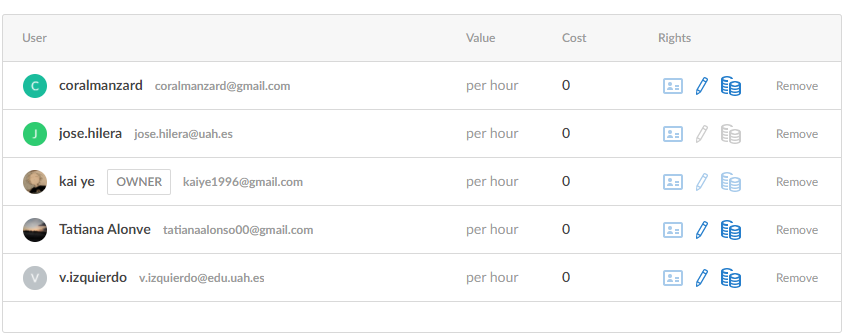 User Value Cost Rights
C coralmanzard coralmanzard@gmail.com per hour 0 Remove
J jose.hilera jose.hilera@uah.es per hour 0 Remove
kai ye OWNER kaiye1996@gmail.com per hour 0 Remove
Tatiana Alonve tatianaalonso00@gmail.com per hour 0 Remove
V v.izquierdo v.izquierdo@edu.uah.es per hour 0 Remove